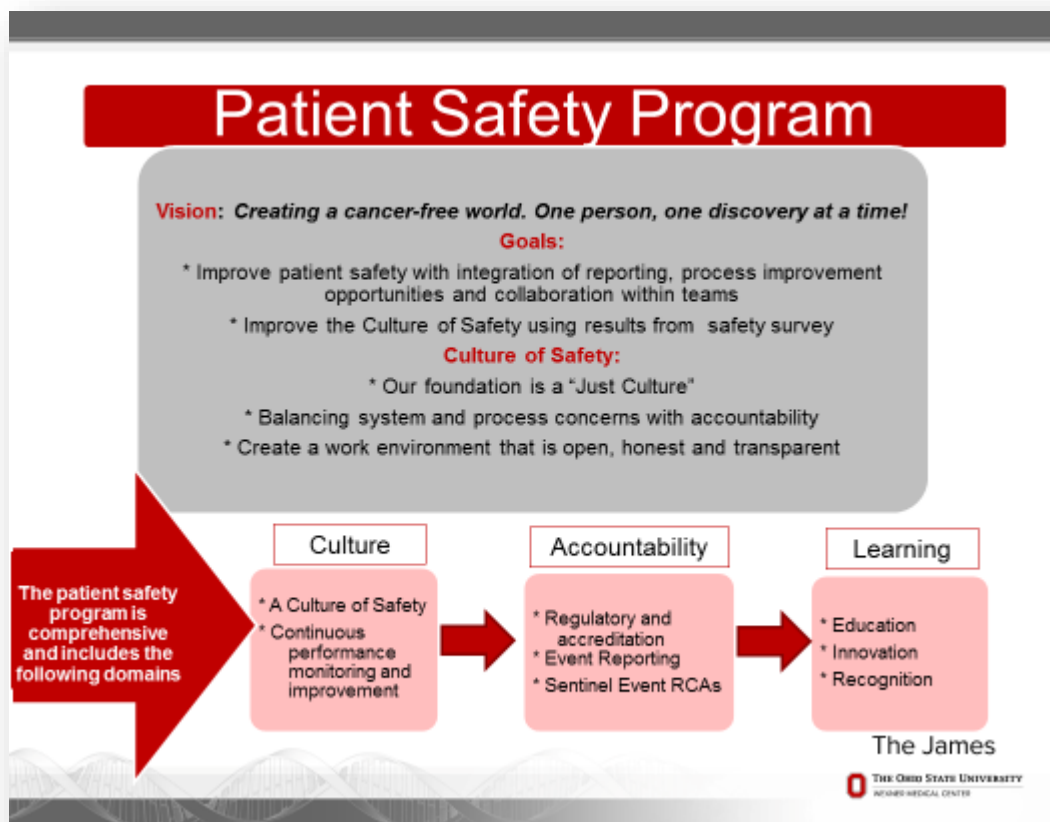 Patient Safety Program
Vision: Creating a cancer-free world. One person, one discovery at a time!
Goals:
* Improve patient safety with integration of reporting, process improvement
opportunities and collaboration within teams
* Improve the Culture of Safety using results from safety survey
Culture of Safety:
* Our foundation is a “Just Culture”
* Balancing system and process concerns with accountability
* Create a work environment that is open, honest and transparent
The patient safety
program is
comprehensive
and includes the
following domains
Culture
* A Culture of Safety
* Continuous
performance
monitoring and
improvement
Accountability
* Regulatory and
accreditation
* Event Reporting
* Sentinel Event RCAs
Learning
* Education
* Innovation
* Recognition
The James
THE OHIO STATE UNIVERSITY
WEXNER MEDICAL CENTER